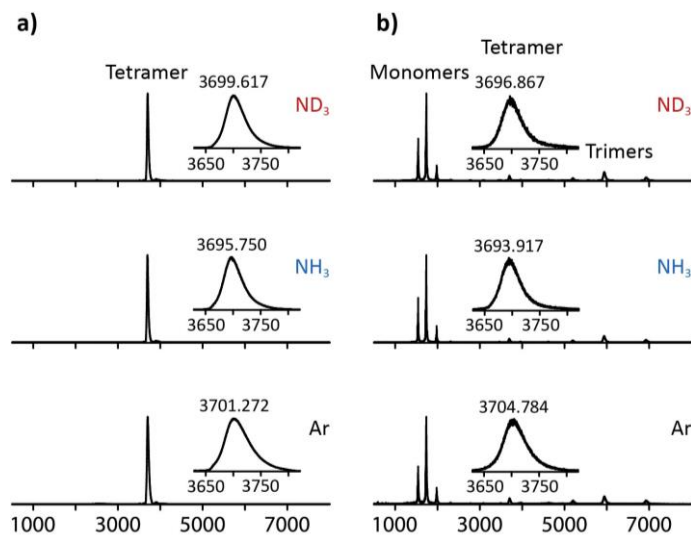 a)
Tetramer
3699.617
ND₃
3650 3750
3695.750
NH₃
3650 3750
3701.272
Ar
3650 3750
1000 3000 5000 7000
b)
Tetramer
Monomers
3696.867
ND₃
3650 3750
Trimers
3693.917
NH₃
3650 3750
3704.784
Ar
3650 3750
1000 3000 5000 7000